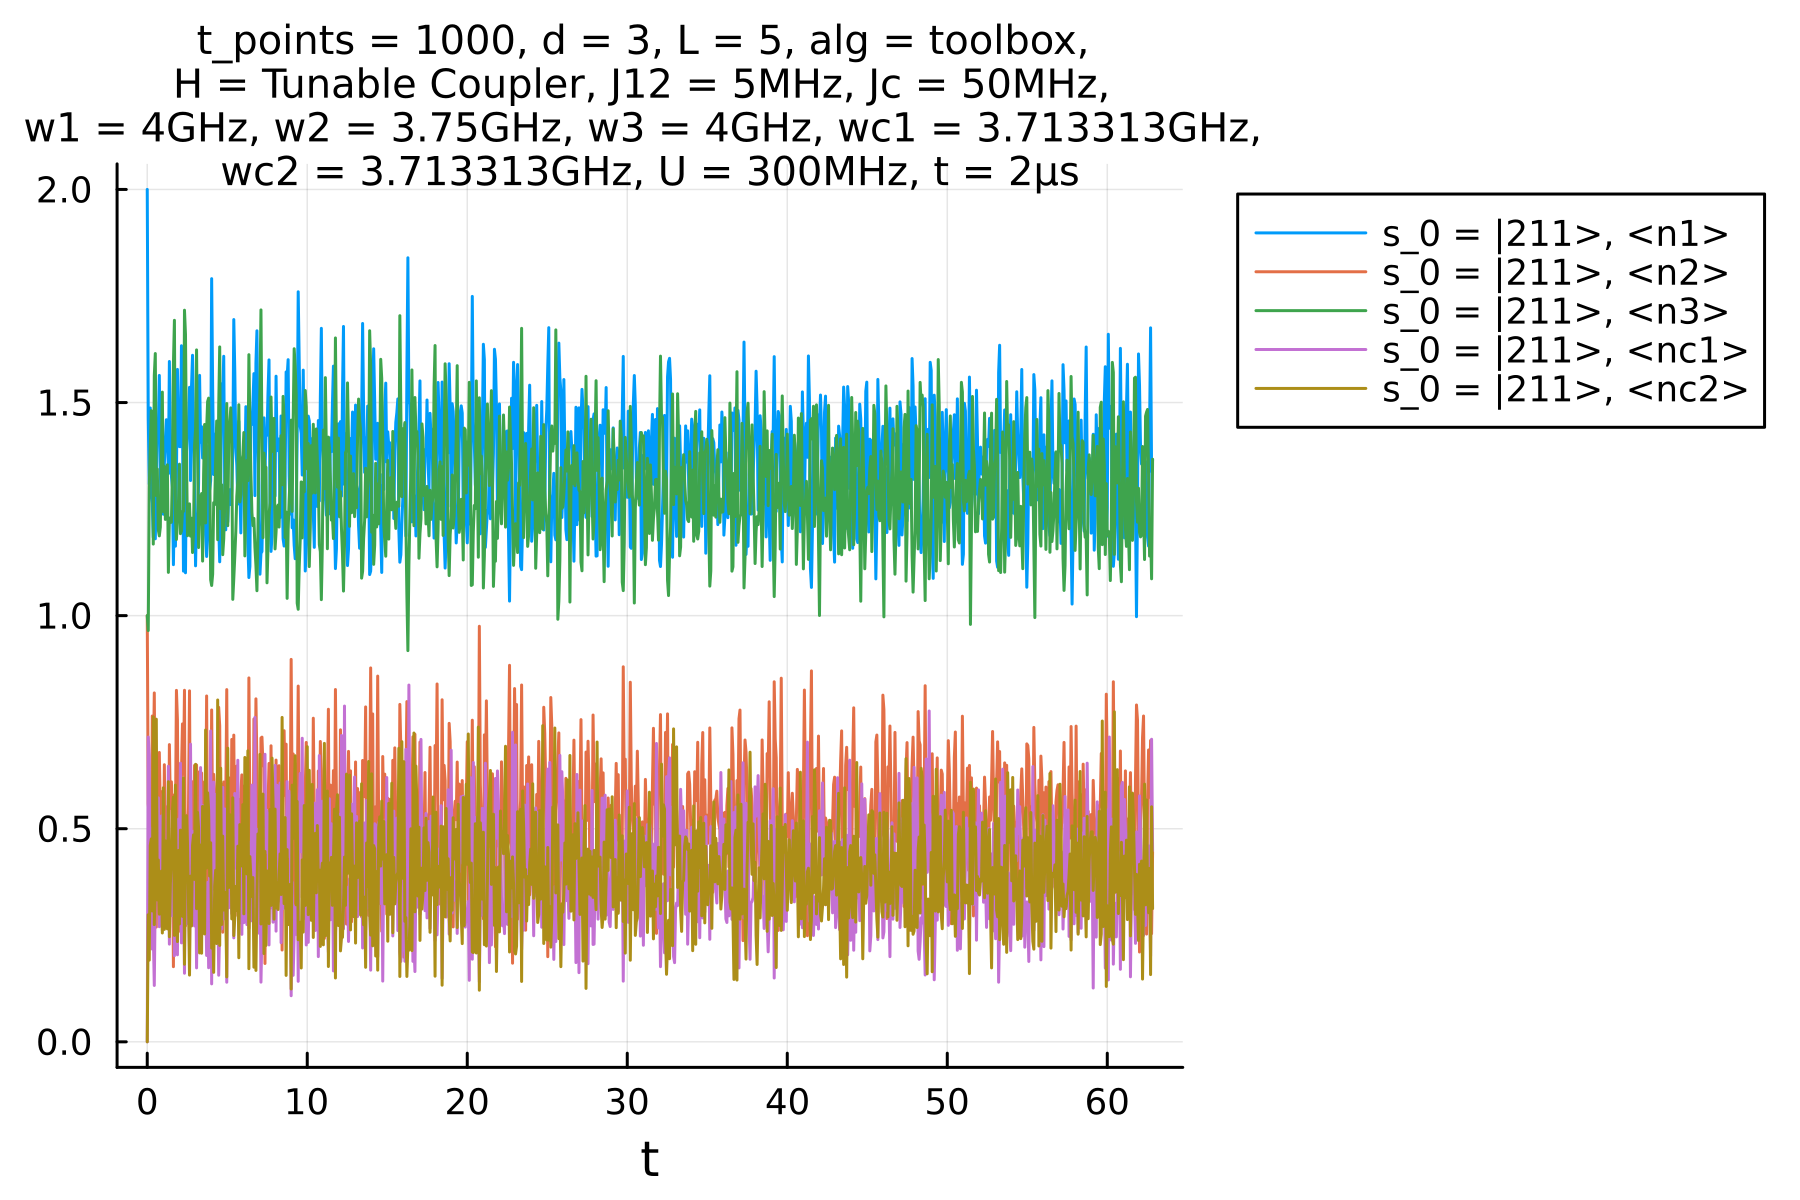 t_points = 1000, d = 3, L = 5, alg = toolbox,
H = Tunable Coupler, J12 = 5MHz, Jc = 50MHz,
w1 = 4GHz, w2 = 3.75GHz, w3 = 4GHz, wc1 = 3.713313GHz,
wc2 = 3.713313GHz, U = 300MHz, t = 2μs
2.0
1.5
1.0
0.5
0.0
0 10 20 30 40 50 60
t
s_0 = |211>, <n1>
s_0 = |211>, <n2>
s_0 = |211>, <n3>
s_0 = |211>, <nc1>
s_0 = |211>, <nc2>